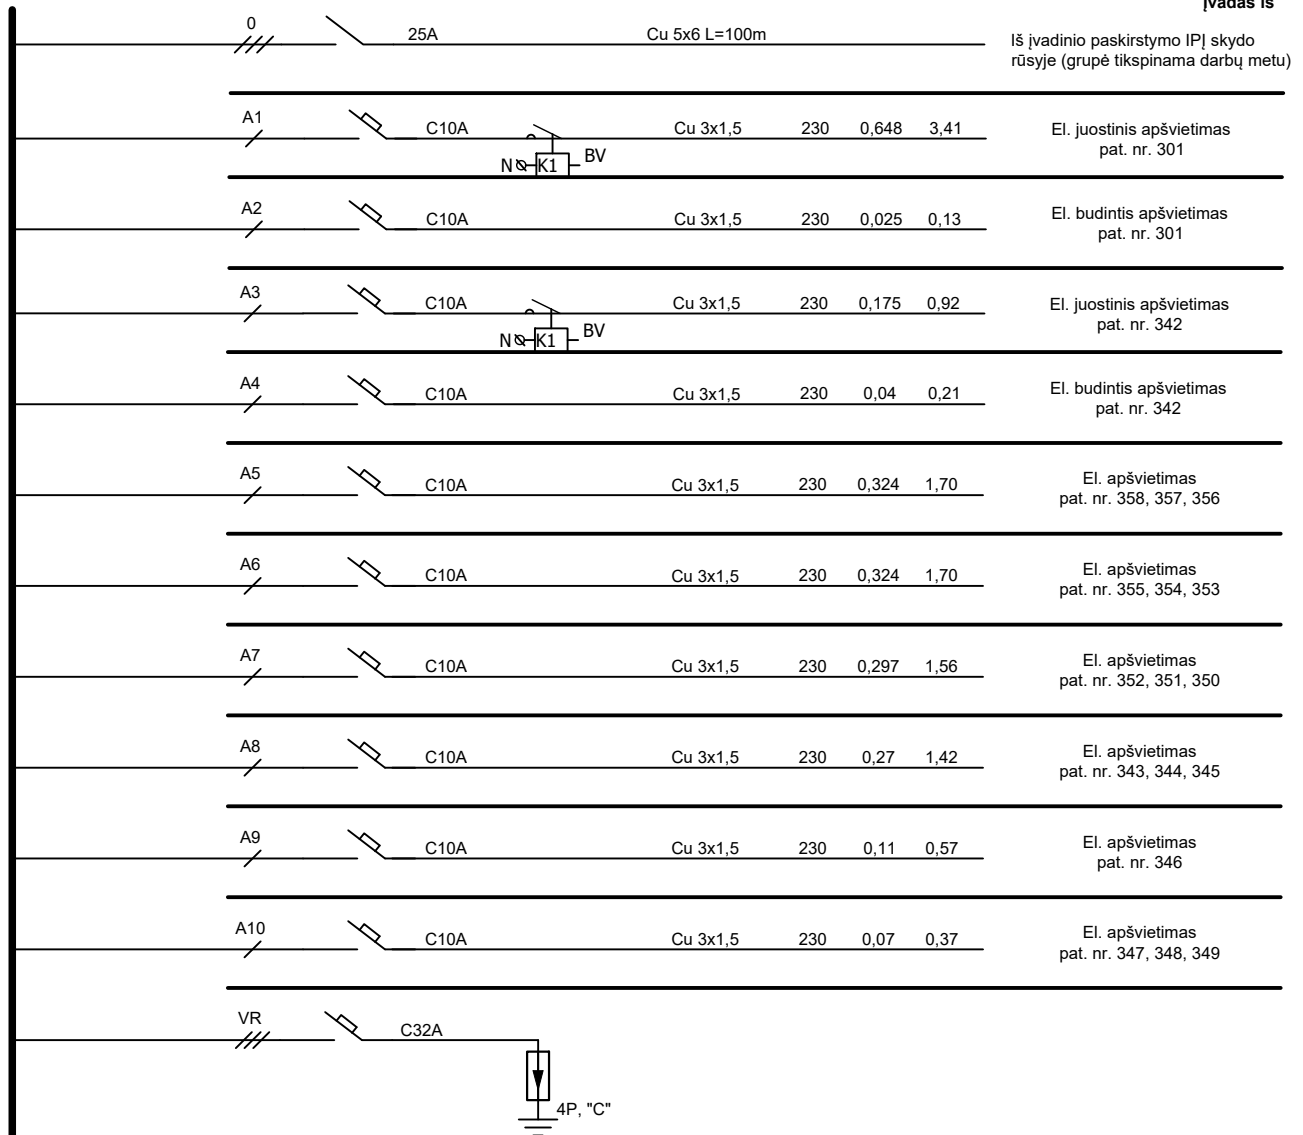 Įvadas iš
0
25A
Cu 5x6 L=100m
Iš įvadinio paskirstymo IPĮ skydo
rūsyje (grupė tikspinama darbų metu)
A1
C10A
N
K1
BV
Cu 3x1,5
230
0,648
3,41
El. juostinis apšvietimas
pat. nr. 301
A2
C10A
Cu 3x1,5
230
0,025
0,13
El. budintis apšvietimas
pat. nr. 301
A3
C10A
N
K1
BV
Cu 3x1,5
230
0,175
0,92
El. juostinis apšvietimas
pat. nr. 342
A4
C10A
Cu 3x1,5
230
0,04
0,21
El. budintis apšvietimas
pat. nr. 342
A5
C10A
Cu 3x1,5
230
0,324
1,70
El. apšvietimas
pat. nr. 358, 357, 356
A6
C10A
Cu 3x1,5
230
0,324
1,70
El. apšvietimas
pat. nr. 355, 354, 353
A7
C10A
Cu 3x1,5
230
0,297
1,56
El. apšvietimas
pat. nr. 352, 351, 350
A8
C10A
Cu 3x1,5
230
0,27
1,42
El. apšvietimas
pat. nr. 343, 344, 345
A9
C10A
Cu 3x1,5
230
0,11
0,57
El. apšvietimas
pat. nr. 346
A10
C10A
Cu 3x1,5
230
0,07
0,37
El. apšvietimas
pat. nr. 347, 348, 349
VR
C32A
4P, "C"